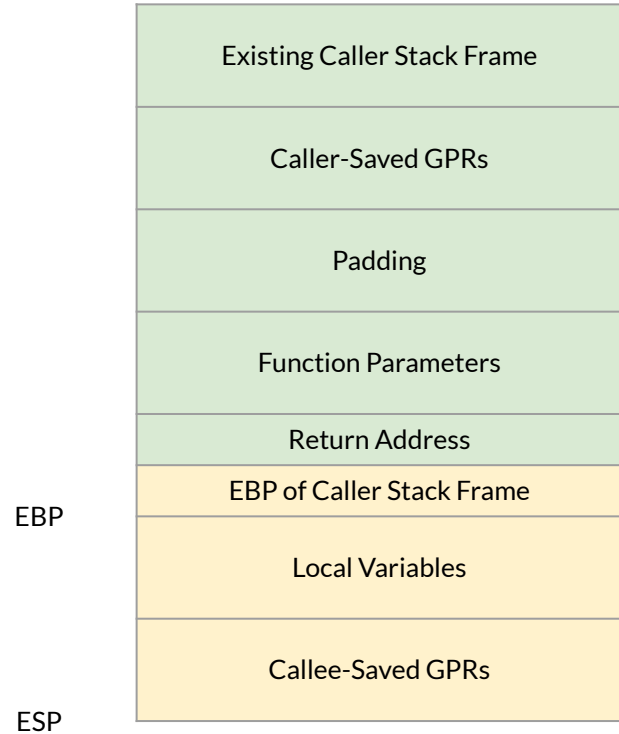 Existing Caller Stack Frame
Caller-Saved GPRs
Padding
Function Parameters
Return Address
EBP of Caller Stack Frame
EBP
Local Variables
Callee-Saved GPRs
ESP